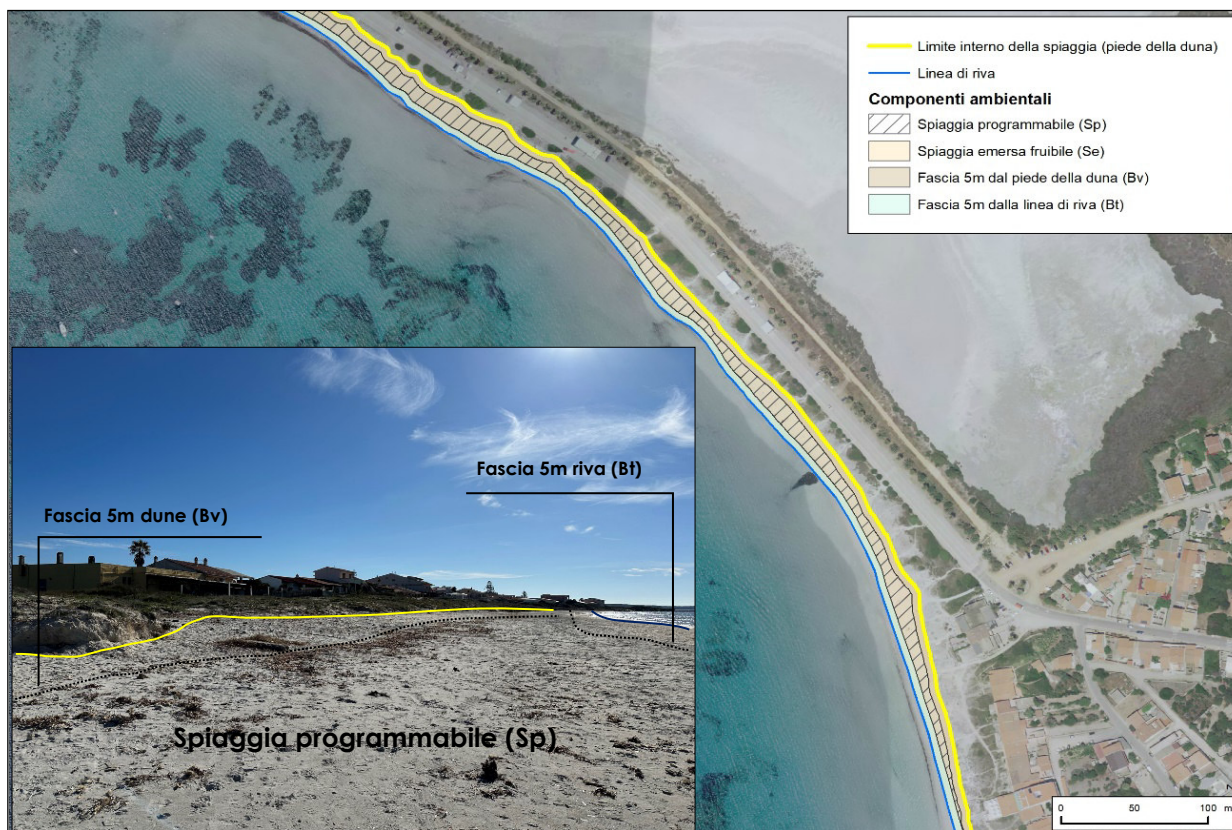 Limite interno della spiaggia (piede della duna)
Linea di riva
Componenti ambientali
Spiaggia programmabile (Sp)
Spiaggia emersa fruibile (Se)
Fascia 5m dal piede della duna (Bv)
Fascia 5m dalla linea di riva (Bt)
Fascia 5m riva (Bt)
Fascia 5m dune (Bv)
Spiaggia programmabile (Sp)
0 50 100 m